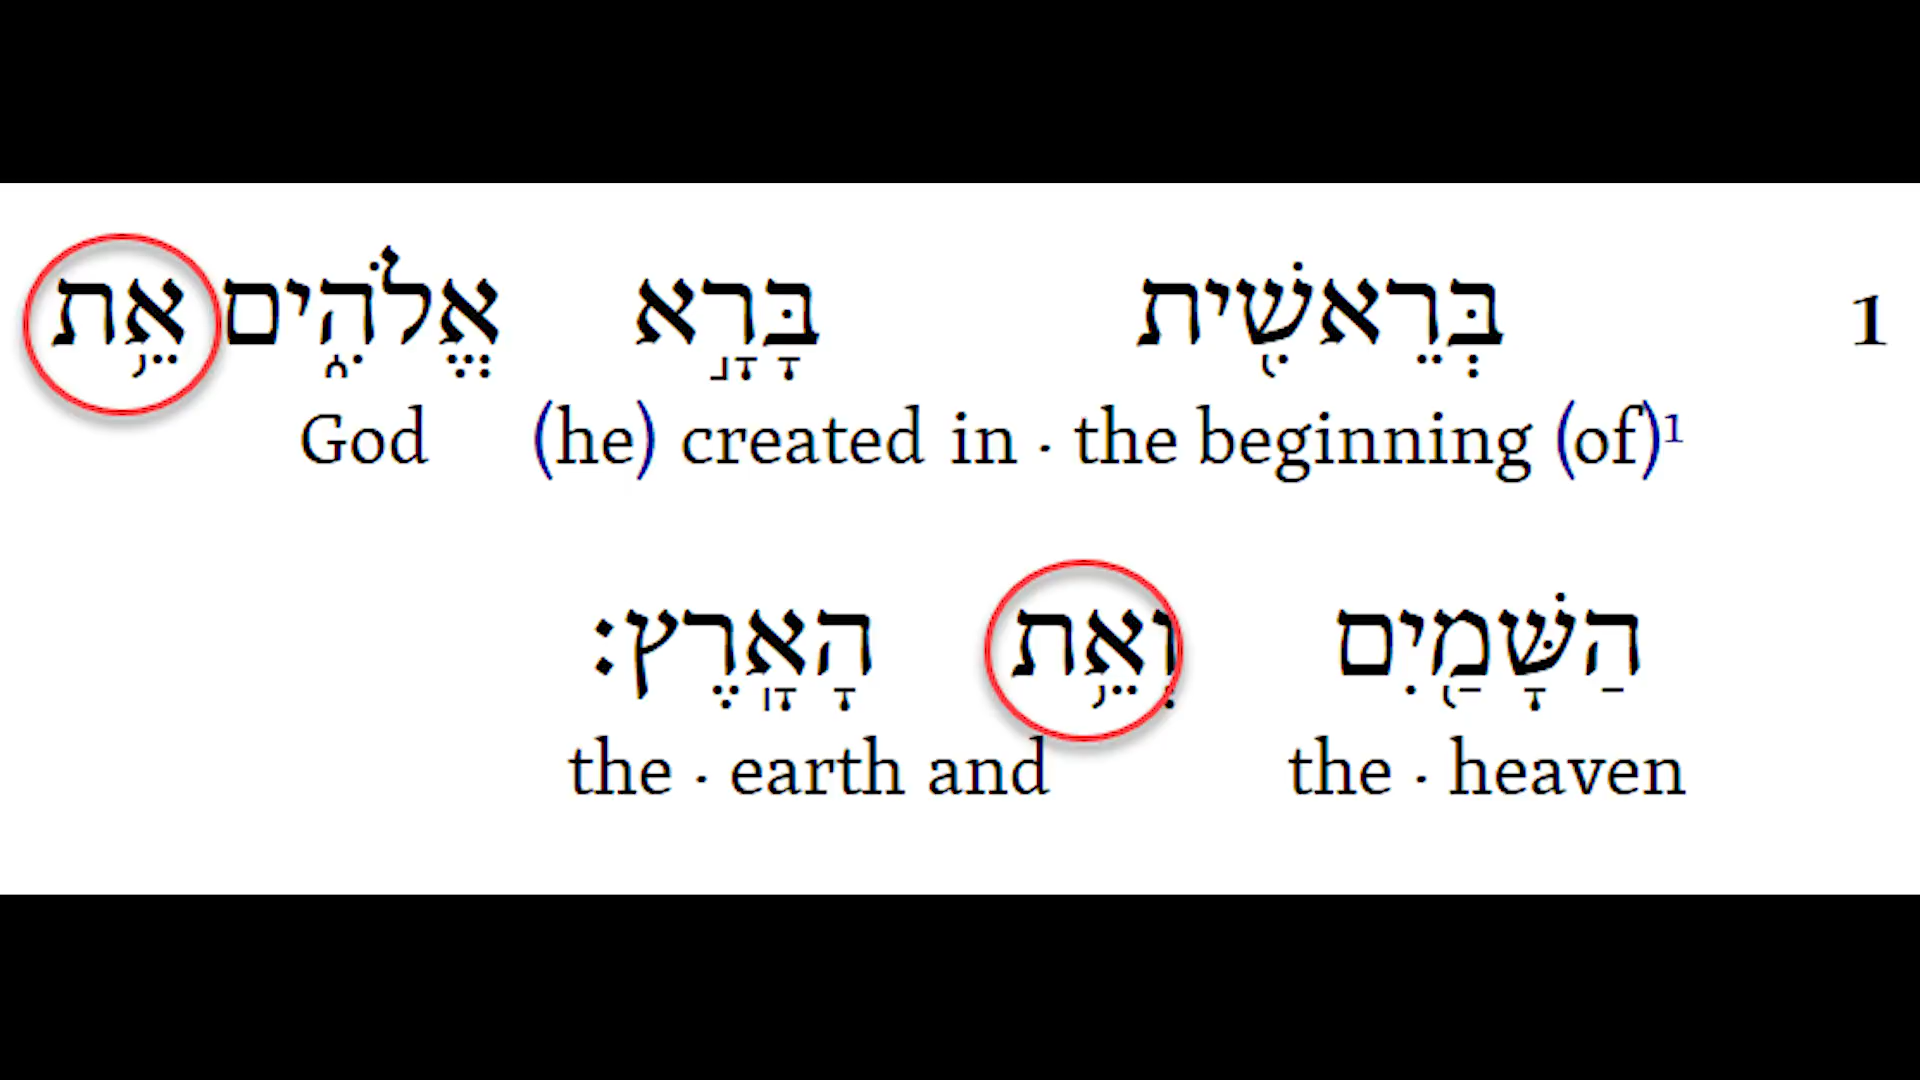 1 בְּרֵאשִׁ֖ית בָּרָ֣א אֱלֹהִ֑ים אֵ֥ת
God (he) created in · the beginning (of)1
הַשָּׁמַ֖יִם וְאֵ֥ת הָאָֽרֶץ׃
the · earth and the · heaven